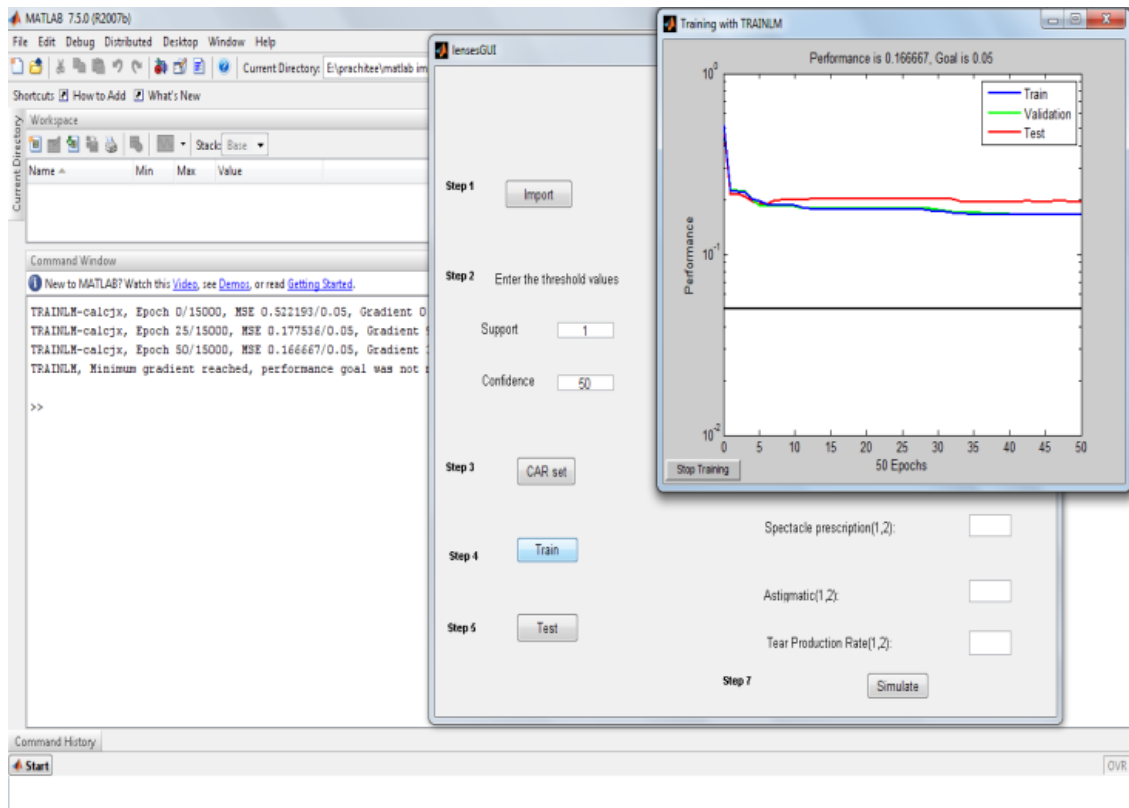 MATLAB 7.5.0 (R2007b)
File Edit Debug Distributed Desktop Window Help
Current Directory: E:\prachitee\matlab im
Shortcuts How to Add What's New
Current Directory
Workspace
Stack: Base
Name Min Max Value
Command Window
New to MATLAB? Watch this Video, see Demos, or read Getting Started.
TRAINLM-calcjx, Epoch 0/15000, MSE 0.522193/0.05, Gradient 0
TRAINLM-calcjx, Epoch 25/15000, MSE 0.177536/0.05, Gradient
TRAINLM-calcjx, Epoch 50/15000, MSE 0.166667/0.05, Gradient
TRAINLM, Minimum gradient reached, performance goal was not
>>
Command History
Start
OVR
lensesGUI
Step 1
Import
Step 2 Enter the threshold values
Support 1
Confidence 50
Step 3 CAR set
Step 4 Train
Step 5 Test
Spectacle prescription(1,2):
Astigmatic(1,2):
Tear Production Rate(1,2):
Step 7 Simulate
Training with TRAINLM
Performance is 0.166667, Goal is 0.05
Train
Validation
Test
Performance
10^0
10^-1
10^-2
0 5 10 15 20 25 30 35 40 45 50
50 Epochs
Stop Training